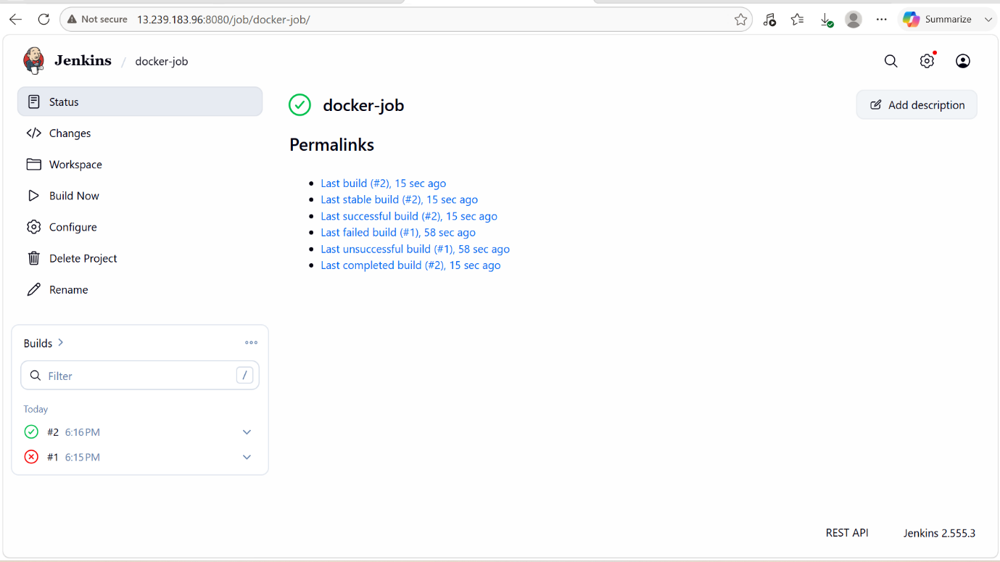 Not secure 13.239.183.96:8080/job/docker-job/ Summarize
Jenkins / docker-job
Status
Changes
Workspace
Build Now
Configure
Delete Project
Rename
Builds
Filter /
Today
#2 6:16 PM
#1 6:15 PM
docker-job
Add description
Permalinks
Last build (#2), 15 sec ago
Last stable build (#2), 15 sec ago
Last successful build (#2), 15 sec ago
Last failed build (#1), 58 sec ago
Last unsuccessful build (#1), 58 sec ago
Last completed build (#2), 15 sec ago
REST API Jenkins 2.555.3